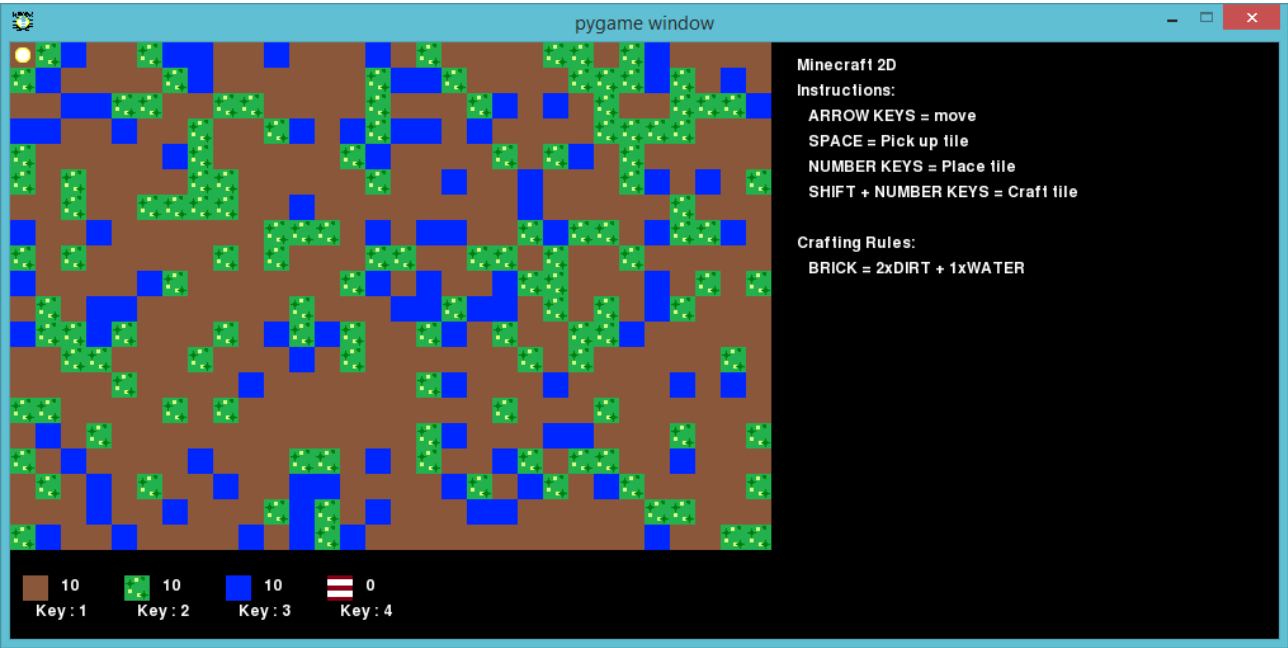 pygame window
Minecraft 2D
Instructions:
ARROW KEYS = move
SPACE = Pick up tile
NUMBER KEYS = Place tile
SHIFT + NUMBER KEYS = Craft tile
Crafting Rules:
BRICK = 2xDIRT + 1xWATER
10 10 10 0
Key : 1 Key : 2 Key : 3 Key : 4